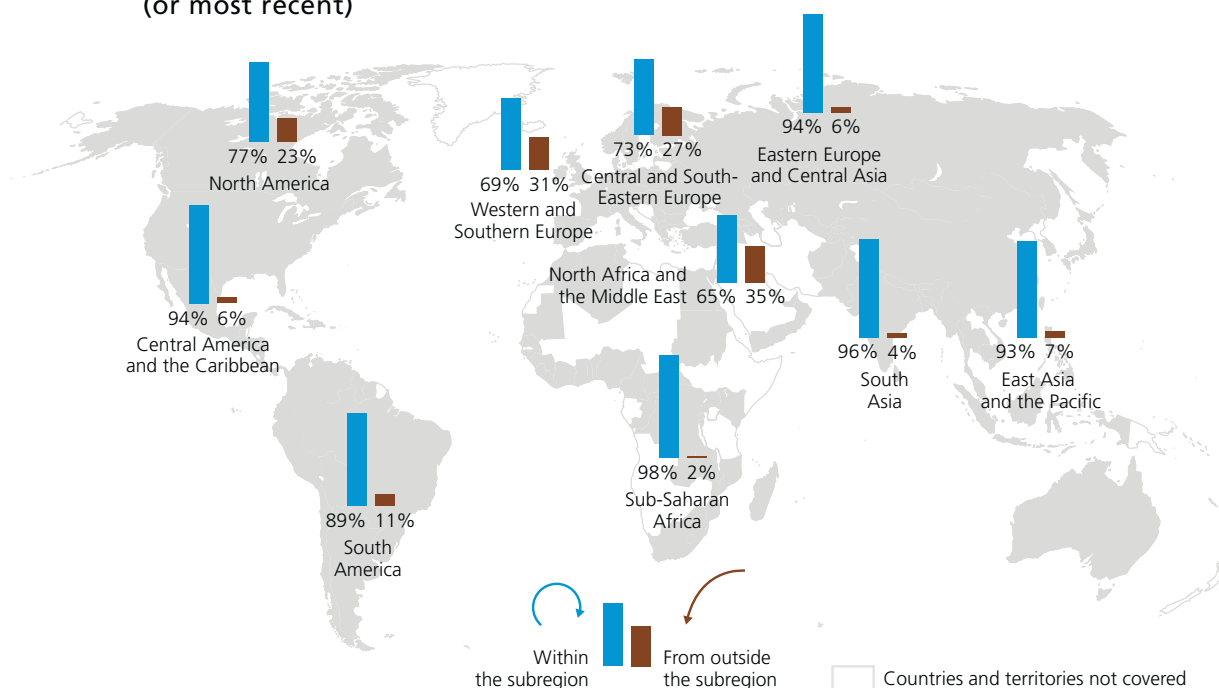 (or most recent)
94% 6%
Eastern Europe
and Central Asia
77% 23%
North America
73% 27%
Central and South-
Eastern Europe
69% 31%
Western and
Southern Europe
North Africa and
the Middle East 65% 35%
94% 6%
Central America
and the Caribbean
96% 4%
South
Asia
93% 7%
East Asia
and the Pacific
98% 2%
Sub-Saharan
Africa
89% 11%
South
America
Within
the subregion
From outside
the subregion
Countries and territories not covered